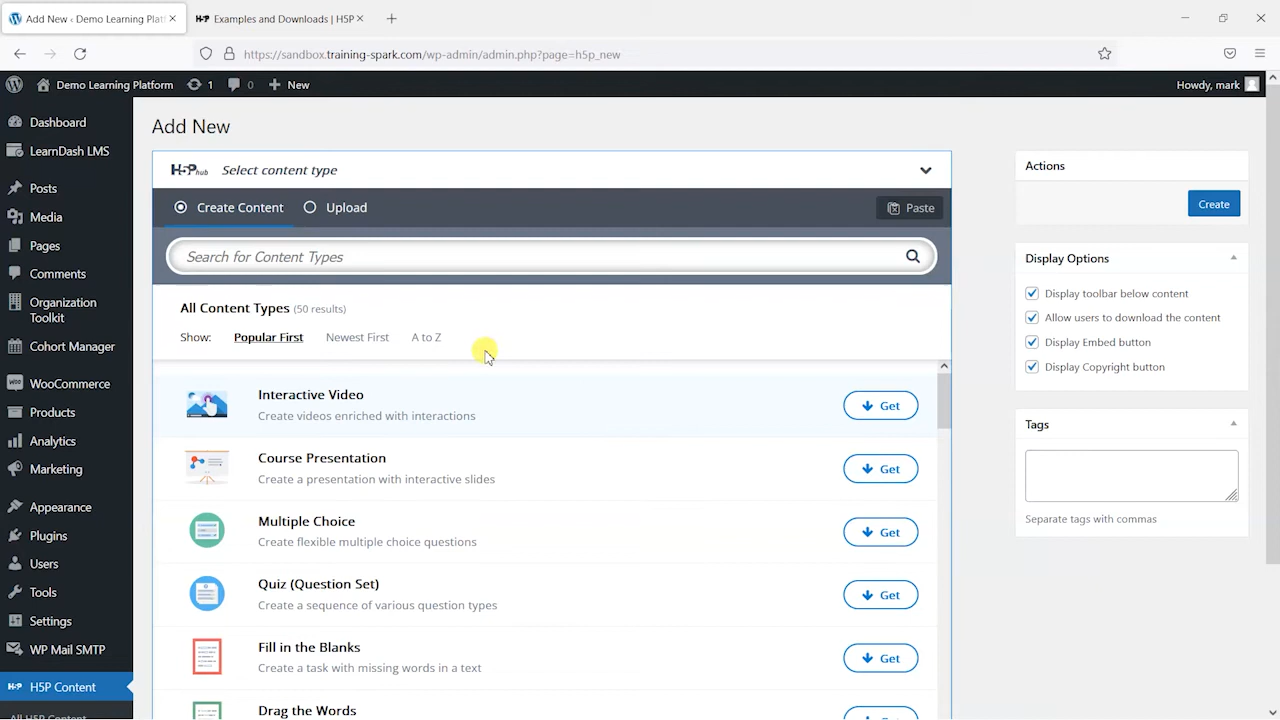 Add New ‹ Demo Learning Plat
H5P Examples and Downloads | H5P
https://sandbox.training-spark.com/wp-admin/admin.php?page=h5p_new
Demo Learning Platform
1
0
New
Howdy, mark
Dashboard
LearnDash LMS
Posts
Media
Pages
Comments
Organization
Toolkit
Cohort Manager
WooCommerce
Products
Analytics
Marketing
Appearance
Plugins
Users
Tools
Settings
WP Mail SMTP
H5P H5P Content
All H5P Content
Add New
H5P hub Select content type
Create Content
Upload
Paste
Search for Content Types
All Content Types (50 results)
Show: Popular First Newest First A to Z
Interactive Video
Create videos enriched with interactions
Get
Course Presentation
Create a presentation with interactive slides
Get
Multiple Choice
Create flexible multiple choice questions
Get
Quiz (Question Set)
Create a sequence of various question types
Get
Fill in the Blanks
Create a task with missing words in a text
Get
Drag the Words
Actions
Create
Display Options
Display toolbar below content
Allow users to download the content
Display Embed button
Display Copyright button
Tags
Separate tags with commas